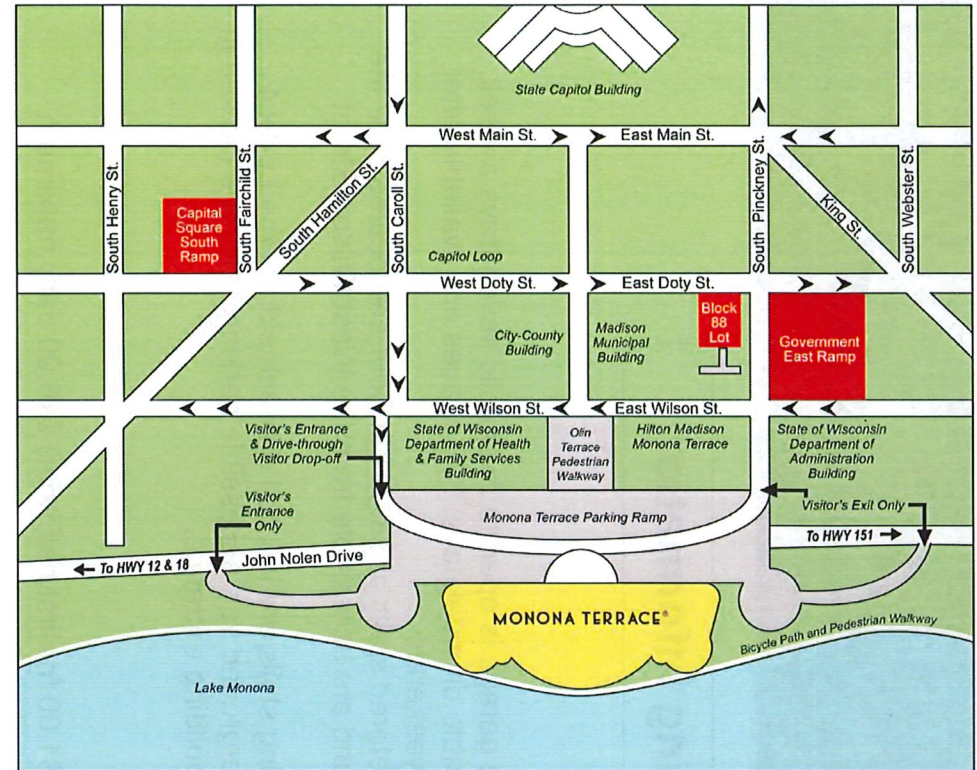 State Capitol Building
West Main St.
East Main St.
South Henry St.
South Fairchild St.
South Hamilton St.
South Caroll St.
South Pinckney St.
King St.
South Webster St.
Capital
Square
South
Ramp
Capitol Loop
West Doty St.
East Doty St.
City-County
Building
Madison
Municipal
Building
Block
88
Lot
Government
East Ramp
West Wilson St.
East Wilson St.
Visitor's Entrance
& Drive-through
Visitor Drop-off
State of Wisconsin
Department of Health
& Family Services
Building
Olin
Terrace
Pedestrian
Walkway
Hilton Madison
Monona Terrace
State of Wisconsin
Department of
Administration
Building
Visitor's
Entrance
Only
Monona Terrace Parking Ramp
Visitor's Exit Only
To HWY 151
To HWY 12 & 18
John Nolen Drive
MONONA TERRACE®
Bicycle Path and Pedestrian Walkway
Lake Monona